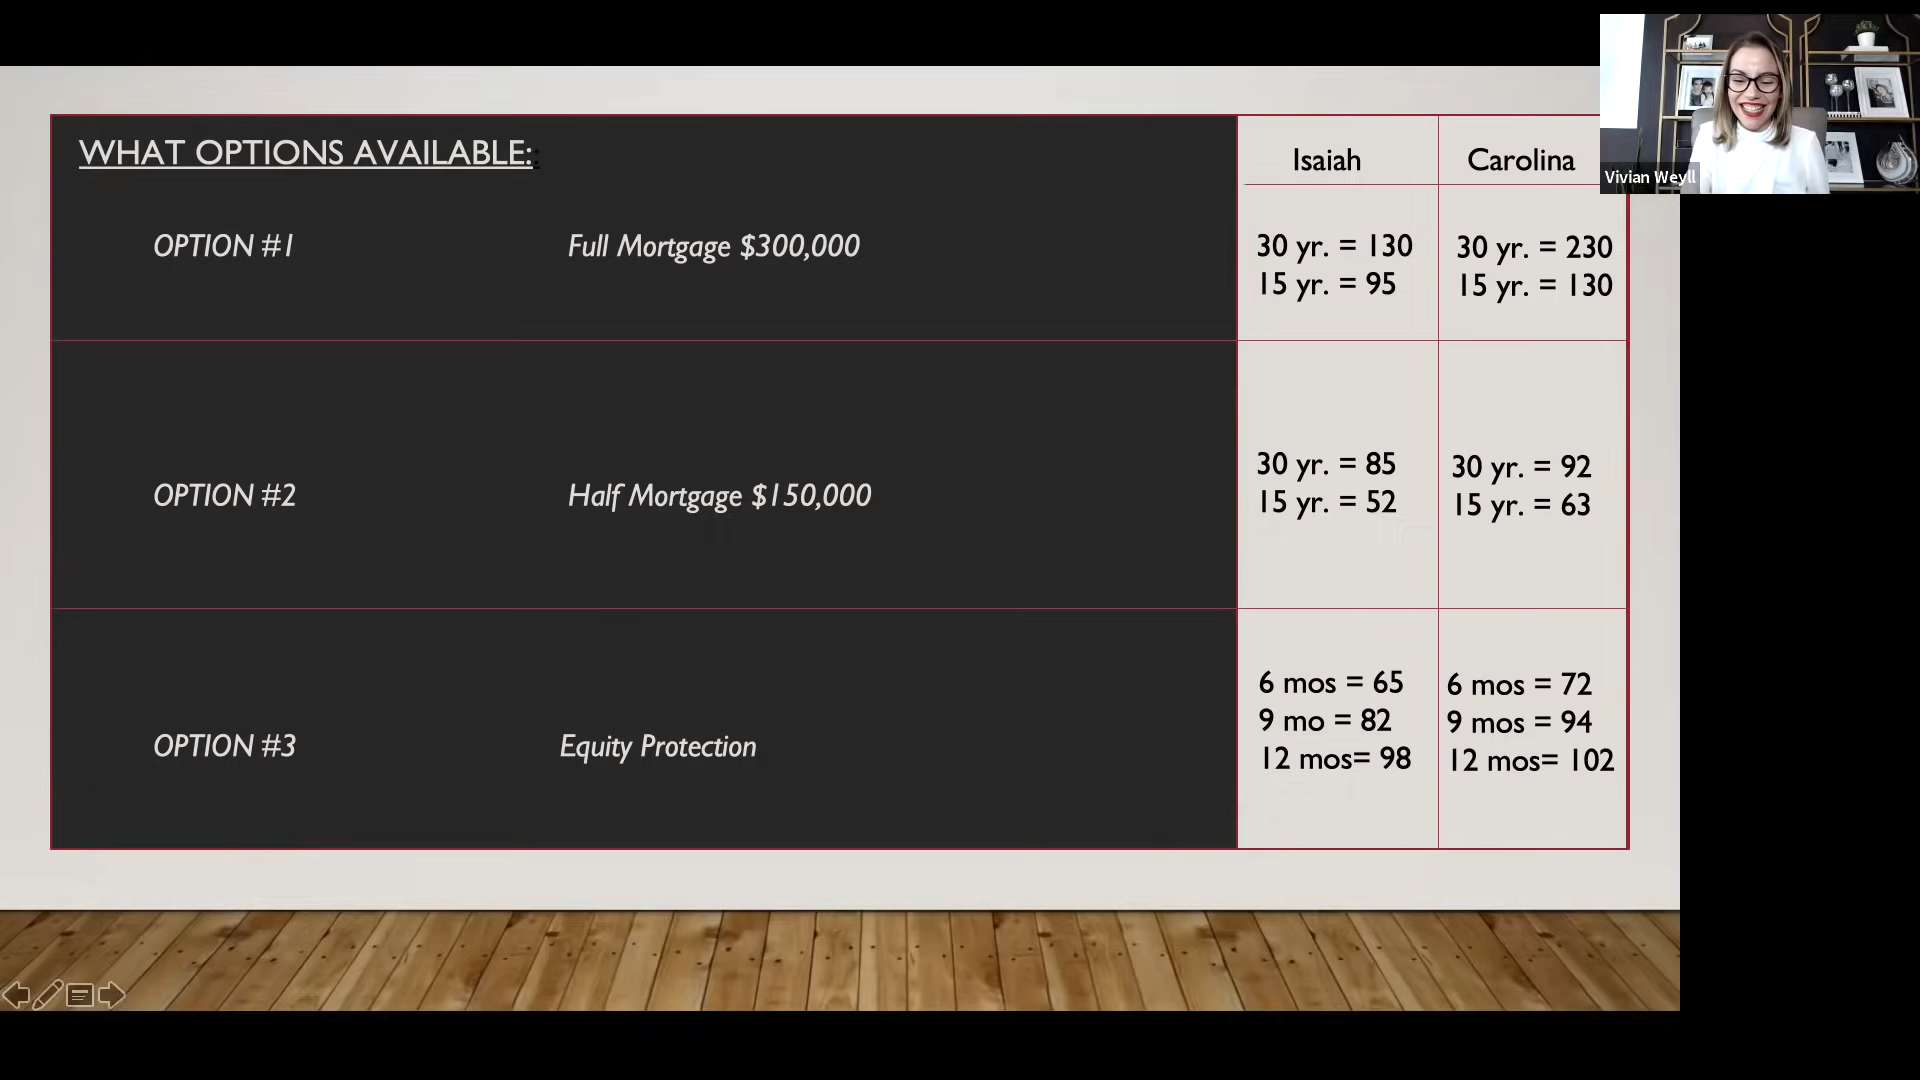 WHAT OPTIONS AVAILABLE::
Isaiah
Carolina
Vivian Weyll
OPTION #1
Full Mortgage $300,000
30 yr. = 130
15 yr. = 95
30 yr. = 230
15 yr. = 130
OPTION #2
Half Mortgage $150,000
30 yr. = 85
15 yr. = 52
30 yr. = 92
15 yr. = 63
OPTION #3
Equity Protection
6 mos = 65
9 mo = 82
12 mos= 98
6 mos = 72
9 mos = 94
12 mos= 102